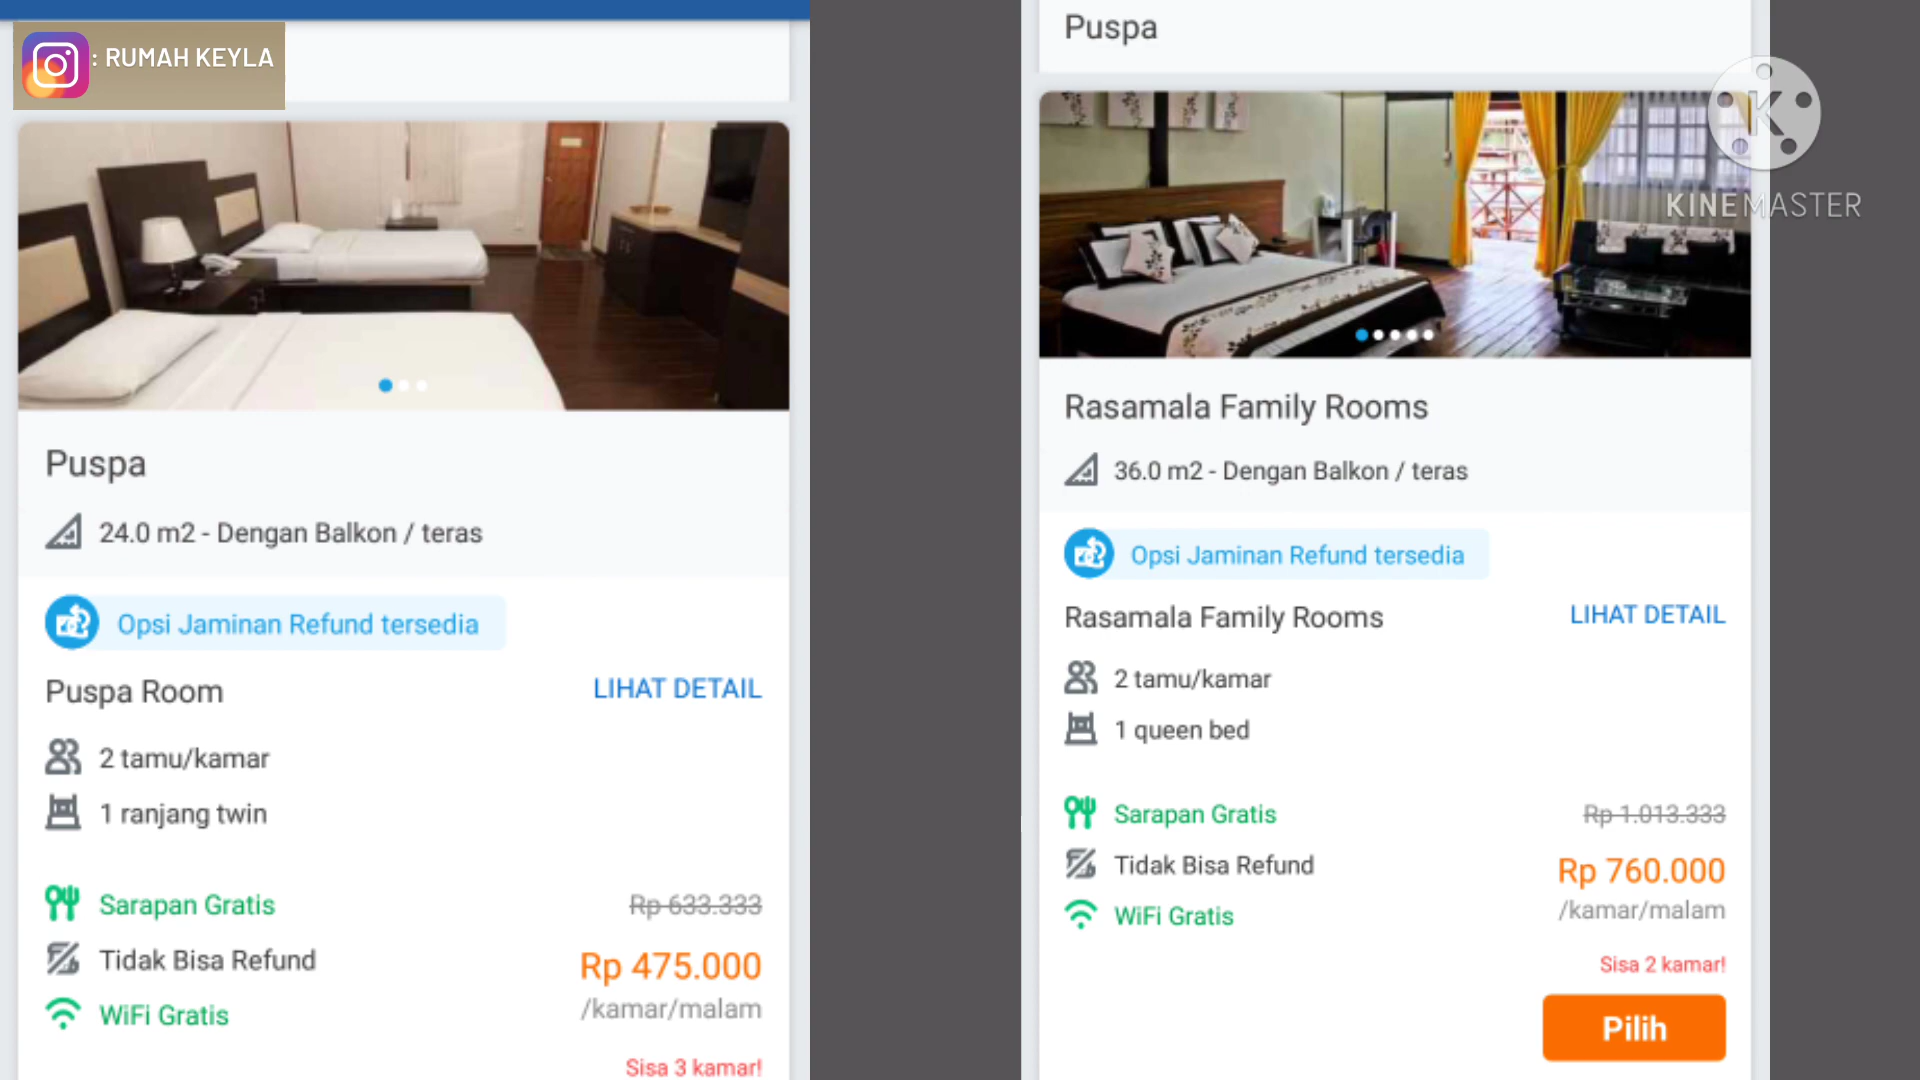 : RUMAH KEYLA
Puspa
24.0 m2 - Dengan Balkon / teras
Opsi Jaminan Refund tersedia
Puspa Room
LIHAT DETAIL
2 tamu/kamar
1 ranjang twin
Sarapan Gratis
Rp 633.333
Tidak Bisa Refund
Rp 475.000
WiFi Gratis
/kamar/malam
Sisa 3 kamar!
Puspa
K
KINEMASTER
Rasamala Family Rooms
36.0 m2 - Dengan Balkon / teras
Opsi Jaminan Refund tersedia
Rasamala Family Rooms
LIHAT DETAIL
2 tamu/kamar
1 queen bed
Sarapan Gratis
Rp 1.013.333
Tidak Bisa Refund
Rp 760.000
WiFi Gratis
/kamar/malam
Sisa 2 kamar!
Pilih